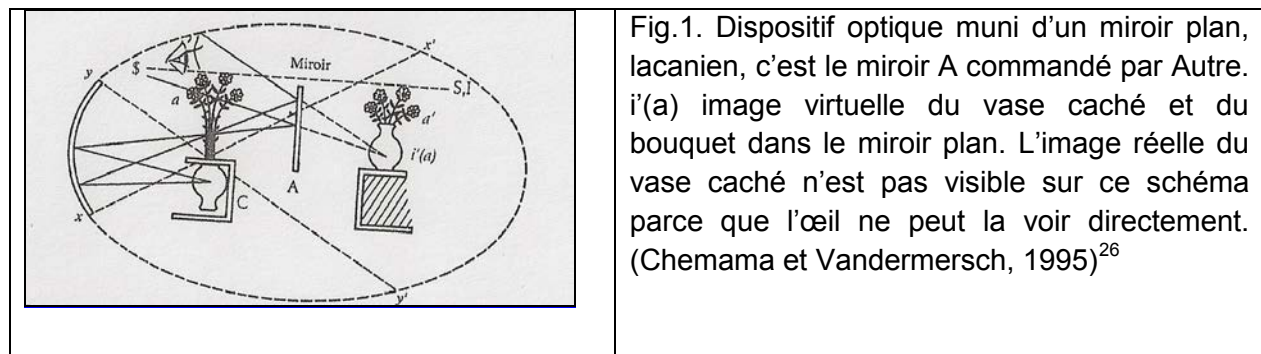 y
$
Miroir
x'
S,I
a
a'
i'(a)
A
C
x
y'
Fig.1. Dispositif optique muni d’un miroir plan,
lacanien, c’est le miroir A commandé par Autre.
i’(a) image virtuelle du vase caché et du
bouquet dans le miroir plan. L’image réelle du
vase caché n’est pas visible sur ce schéma
parce que l’œil ne peut la voir directement.
(Chemama et Vandermersch, 1995)26